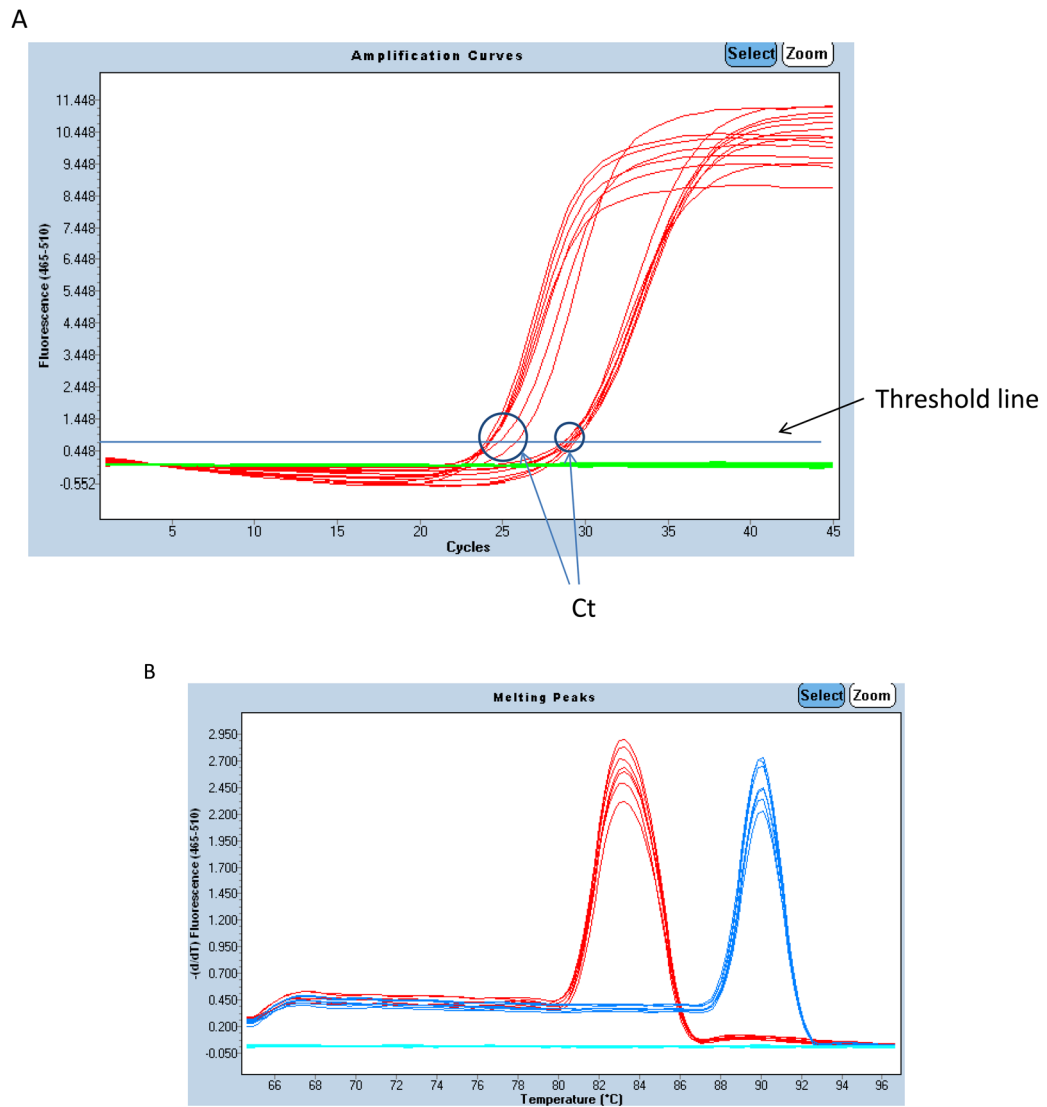 A
Amplification Curves
Select Zoom
11.448
10.448
9.448
8.448
7.448
6.448
5.448
4.448
3.448
2.448
1.448
0.448
-0.552
Fluorescence (465-510)
5 10 15 20 25 30 35 40 45
Cycles
Threshold line
Ct
B
Melting Peaks
Select Zoom
2.950
2.700
2.450
2.200
1.950
1.700
1.450
1.200
0.950
0.700
0.450
0.200
-0.050
-(d/dT) Fluorescence (465-510)
66 68 70 72 74 76 78 80 82 84 86 88 90 92 94 96
Temperature (°C)